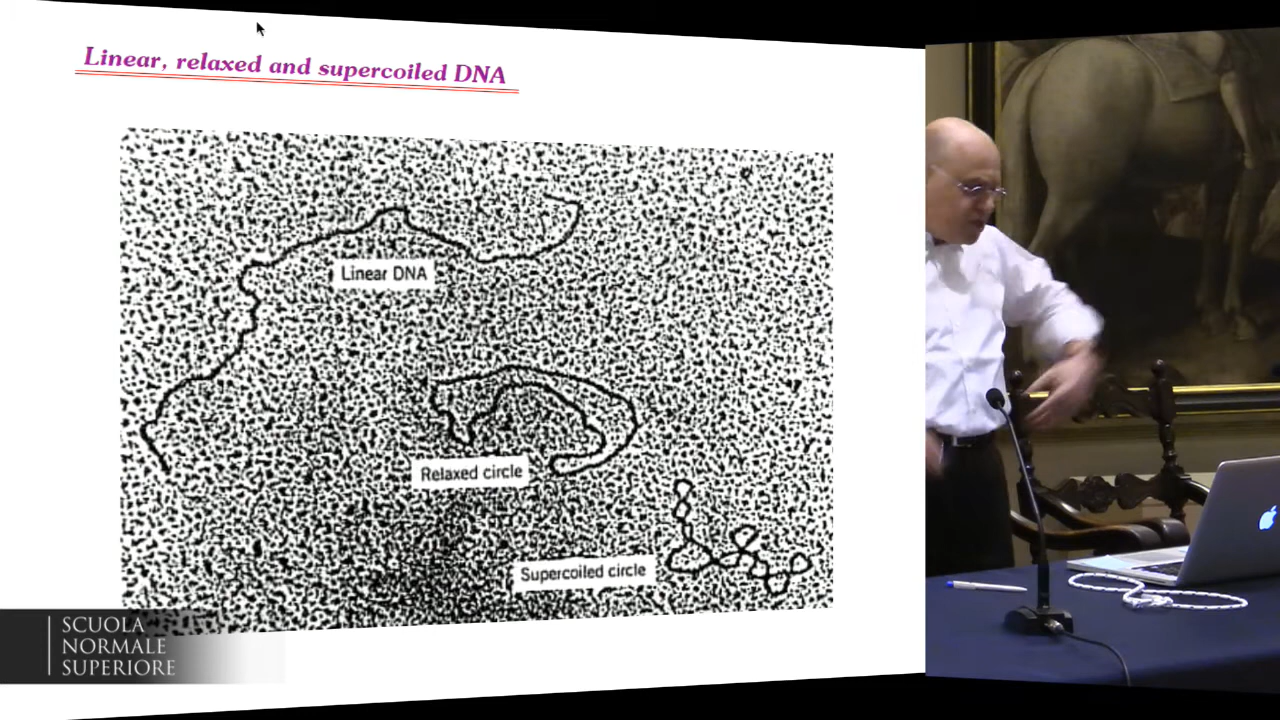 Linear, relaxed and supercoiled DNA
Linear DNA
Relaxed circle
Supercoiled circle
SCUOLA
NORMALE
SUPERIORE